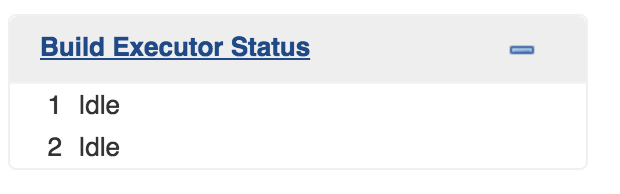 Build Executor Status
1 Idle
2 Idle